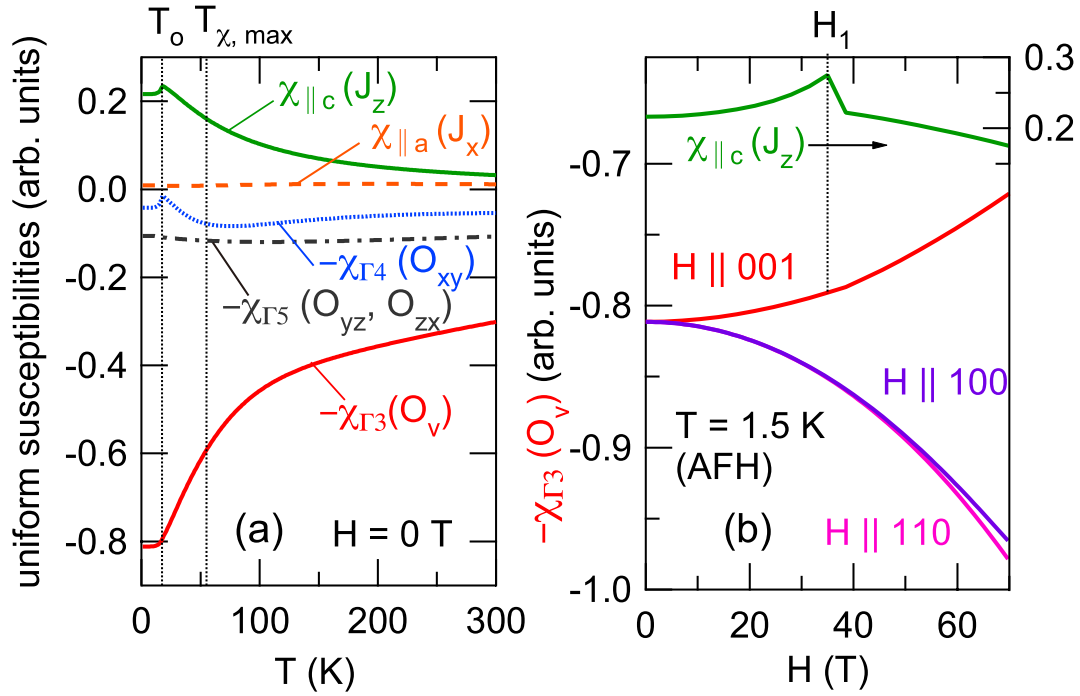 T_o T_χ, max
uniform susceptibilities (arb. units)
0.2
0.0
-0.2
-0.4
-0.6
-0.8
χ_∥ c (J_z)
χ_∥ a (J_x)
−χ_Γ4 (O_xy)
−χ_Γ5 (O_yz, O_zx)
−χ_Γ3(O_v)
(a) H = 0 T
0 100 200 300
T (K)
H_1
−χ_Γ3 (O_v) (arb. units)
-0.7
-0.8
-0.9
-1.0
0.3
0.2
χ_∥ c (J_z)
H || 001
H || 100
T = 1.5 K
(AFH)
H || 110
(b)
0 20 40 60
H (T)